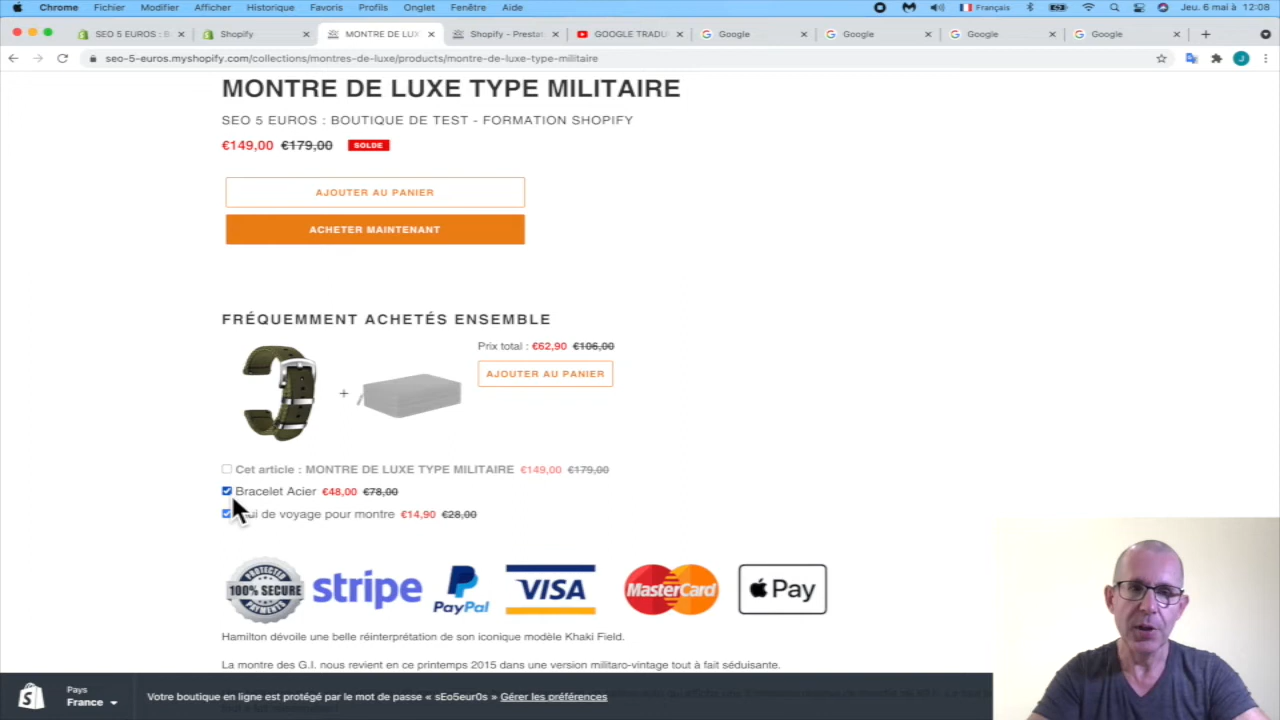 Chrome Fichier Modifier Afficher Historique Favoris Profils Onglet Fenêtre Aide Français Jeu. 6 mai à 12:08
SEO 5 EUROS : B Shopify MONTRE DE LUX Shopify - Prestat GOOGLE TRADU Google Google Google Google
seo-5-euros.myshopify.com/collections/montres-de-luxe/products/montre-de-luxe-type-militaire
MONTRE DE LUXE TYPE MILITAIRE
SEO 5 EUROS : BOUTIQUE DE TEST - FORMATION SHOPIFY
€149,00 €179,00 SOLDE
AJOUTER AU PANIER
ACHETER MAINTENANT
FRÉQUEMMENT ACHETÉS ENSEMBLE
Prix total : €62,90 €106,00
AJOUTER AU PANIER
+
Cet article : MONTRE DE LUXE TYPE MILITAIRE €149,00 €179,00
Bracelet Acier €48,00 €78,00
ui de voyage pour montre €14,90 €28,00
PROTECTED 100% SECURE PAYMENTS stripe PayPal VISA MasterCard Pay
Hamilton dévoile une belle réinterprétation de son iconique modèle Khaki Field.
La montre des G.I. nous revient en ce printemps 2015 dans une version militaro-vintage tout à fait séduisante.
Pays
France
Votre boutique en ligne est protégé par le mot de passe « sEo5eur0s » Gérer les préférences